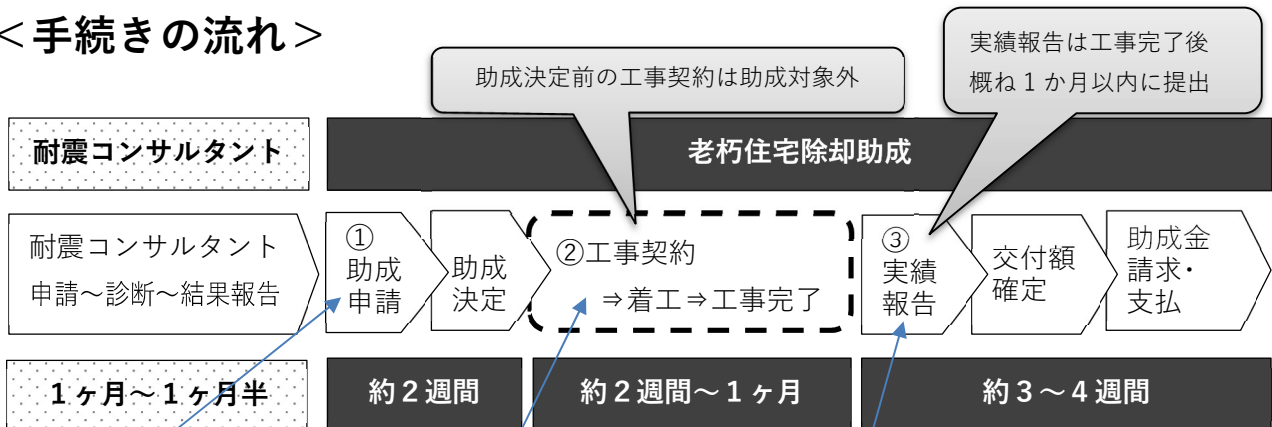 ＜手続きの流れ＞
助成決定前の工事契約は助成対象外
実績報告は工事完了後
概ね１か月以内に提出
耐震コンサルタント
老朽住宅除却助成
耐震コンサルタント
申請～診断～結果報告
①
助成
申請
助成
決定
②工事契約
⇒着工⇒工事完了
③
実績
報告
交付額
確定
助成金
請求・
支払
１ヶ月～１ヶ月半
約２週間
約２週間～１ヶ月
約３～４週間